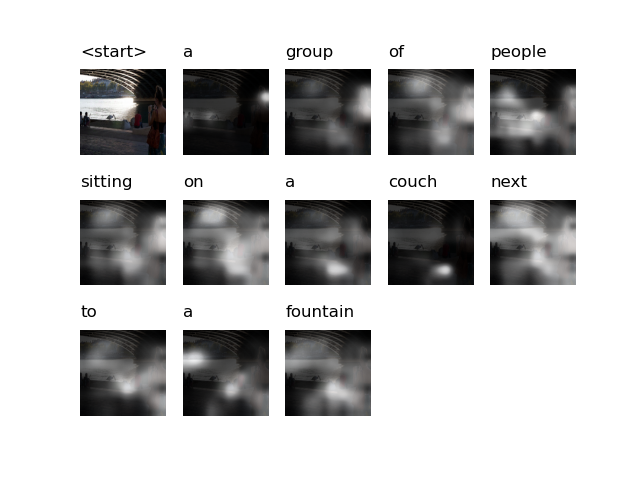 <start> a group of people
sitting on a couch next
to a fountain